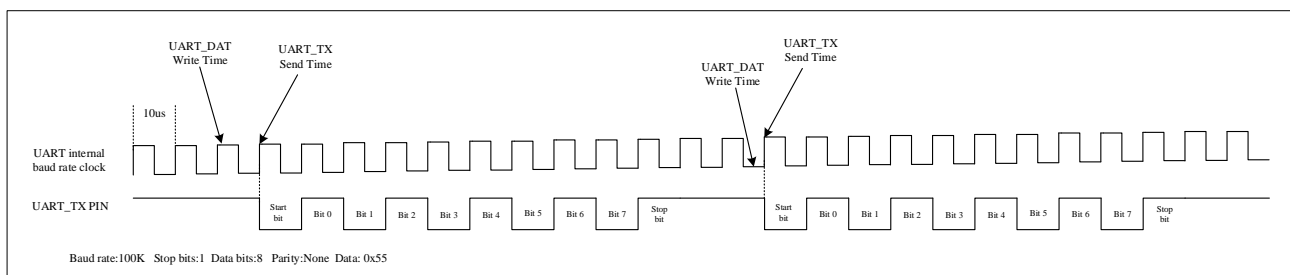 UART_DAT
Write Time
UART_TX
Send Time
UART_DAT
Write Time
UART_TX
Send Time
10us
UART internal
baud rate clock
UART_TX PIN
Start
bit
Bit 0
Bit 1
Bit 2
Bit 3
Bit 4
Bit 5
Bit 6
Bit 7
Stop
bit
Start
bit
Bit 0
Bit 1
Bit 2
Bit 3
Bit 4
Bit 5
Bit 6
Bit 7
Stop
bit
Baud rate:100K Stop bits:1 Data bits:8 Parity:None Data: 0x55